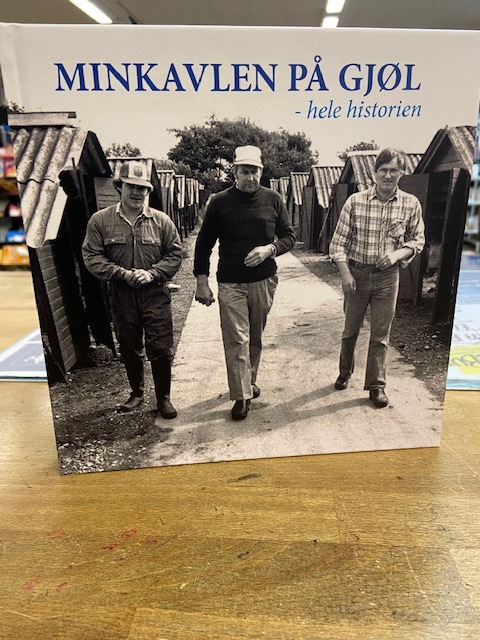 MINKAVLEN PÅ GJØL
- hele historien